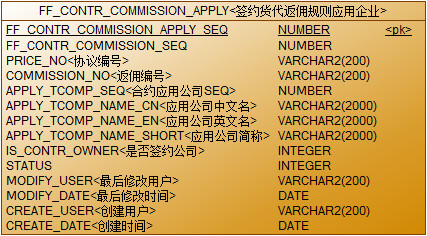 FF_CONTR_COMMISSION_APPLY<签约货代返佣规则应用企业>
FF_CONTR_COMMISSION_APPLY_SEQ NUMBER <pk>
FF_CONTR_COMMISSION_SEQ NUMBER
PRICE_NO<协议编号> VARCHAR2(200)
COMMISSION_NO<返佣编号> VARCHAR2(200)
APPLY_TCOMP_SEQ<合约应用公司SEQ> NUMBER
APPLY_TCOMP_NAME_CN<应用公司中文名> VARCHAR2(2000)
APPLY_TCOMP_NAME_EN<应用公司英文名> VARCHAR2(2000)
APPLY_TCOMP_NAME_SHORT<应用公司简称> VARCHAR2(2000)
IS_CONTR_OWNER<是否签约公司> INTEGER
STATUS INTEGER
MODIFY_USER<最后修改用户> VARCHAR2(200)
MODIFY_DATE<最后修改时间> DATE
CREATE_USER<创建用户> VARCHAR2(200)
CREATE_DATE<创建时间> DATE